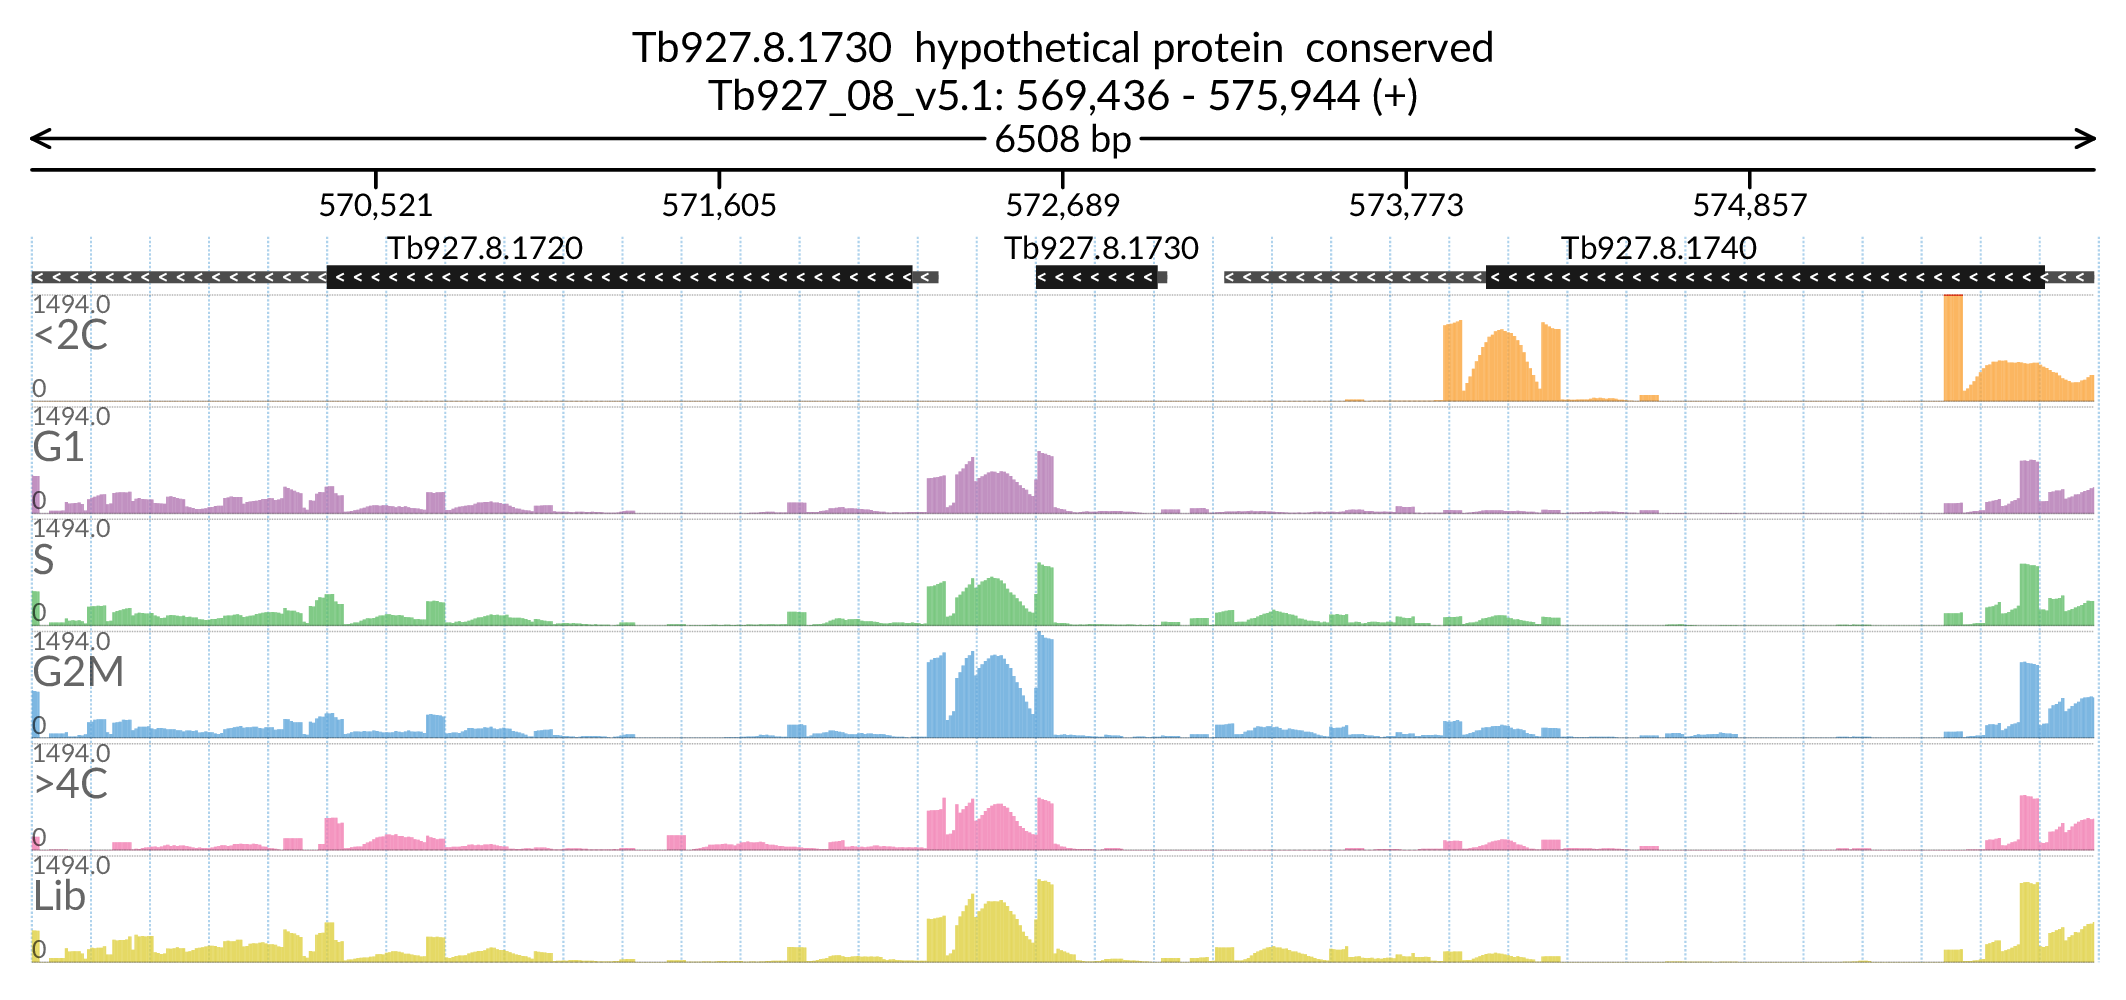 Tb927.8.1730 hypothetical protein conserved
Tb927_08_v5.1: 569,436 - 575,944 (+)
6508 bp
570,521 571,605 572,689 573,773 574,857
Tb927.8.1720 Tb927.8.1730 Tb927.8.1740
1494.0
<2C
0
1494.0
G1
0
1494.0
S
0
1494.0
G2M
0
1494.0
>4C
0
1494.0
Lib
0